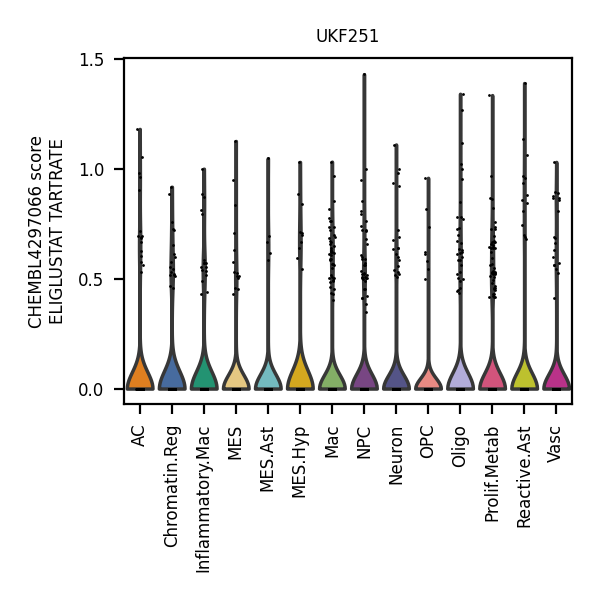 UKF251
CHEMBL4297066 score
ELIGLUSTAT TARTRATE
1.5
1.0
0.5
0.0
AC
Chromatin.Reg
Inflammatory.Mac
MES
MES.Ast
MES.Hyp
Mac
NPC
Neuron
OPC
Oligo
Prolif.Metab
Reactive.Ast
Vasc